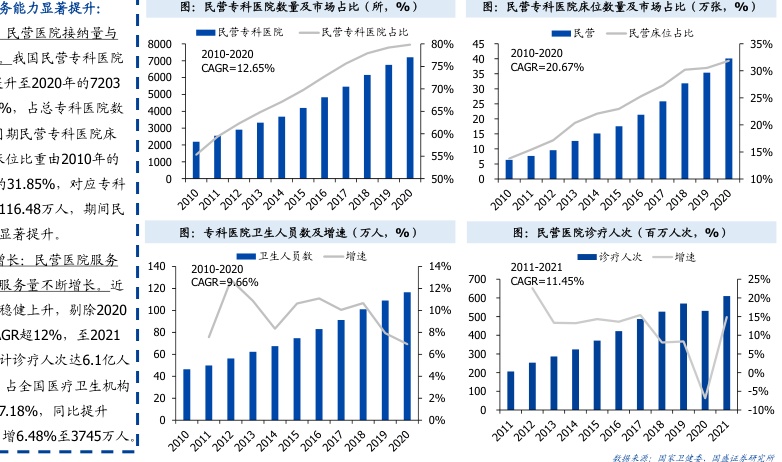 务能力显著提升：
民营医院接纳量与
。我国民营专科医院
升至2020年的7203
%，占总专科医院数
期民营专科医院床
位比重由2010年的
的31.85%，对应专科
116.48万人，期间民
显著提升。
增长：民营医院服务
服务量不断增长。近
稳健上升，剔除2020
AGR超12%，至2021
计诊疗人次达6.1亿人
占全国医疗卫生机构
7.18%，同比提升
增6.48%至3745万人。
图：民营专科医院数量及市场占比（所，%）
民营专科医院 民营专科医院占比
2010-2020
CAGR=12.65%
8000
7000
6000
5000
4000
3000
2000
1000
0
80%
75%
70%
65%
60%
55%
50%
2010 2011 2012 2013 2014 2015 2016 2017 2018 2019 2020
图：民营专科医院床位数量及市场占比（万张，%）
民营 民营床位占比
2010-2020
CAGR=20.67%
45
40
35
30
25
20
15
10
5
0
35%
30%
25%
20%
15%
10%
2010 2011 2012 2013 2014 2015 2016 2017 2018 2019 2020
图：专科医院卫生人员数及增速（万人，%）
卫生人员数 增速
2010-2020
CAGR=9.66%
140
120
100
80
60
40
20
0
14%
12%
10%
8%
6%
4%
2%
0%
2010 2011 2012 2013 2014 2015 2016 2017 2018 2019 2020
图：民营医院诊疗人次（百万人次，%）
诊疗人次 增速
2011-2021
CAGR=11.45%
700
600
500
400
300
200
100
0
25%
20%
15%
10%
5%
0%
-5%
-10%
2011 2012 2013 2014 2015 2016 2017 2018 2019 2020 2021
数据来源：国家卫健委，国盛证券研究所